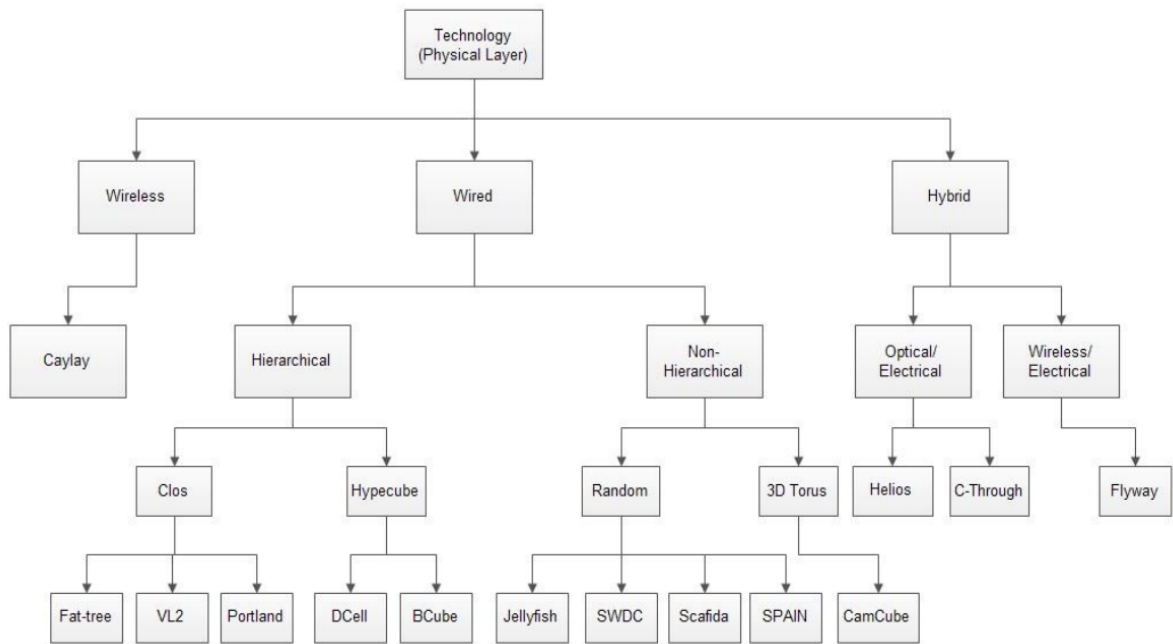 Technology
(Physical Layer)
Wireless
Wired
Hybrid
Caylay
Hierarchical
Non-
Hierarchical
Optical/
Electrical
Wireless/
Electrical
Clos
Hypecube
Random
3D Torus
Helios
C-Through
Flyway
Fat-tree
VL2
Portland
DCell
BCube
Jellyfish
SWDC
Scafida
SPAIN
CamCube